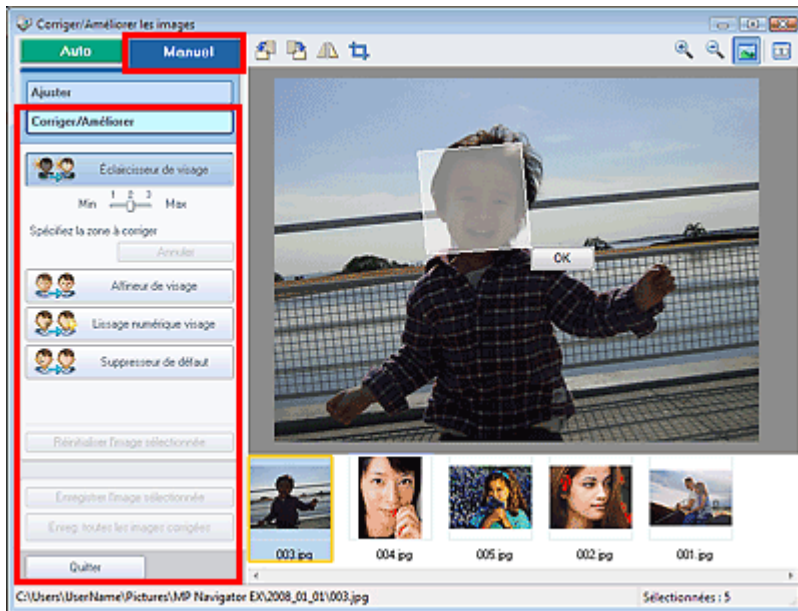 Corriger/Améliorer les images
Auto
Manuel
Ajuster
Corriger/Améliorer
Éclaircisseur de visage
1 2 3
Min Max
Spécifiez la zone à corriger
Annuler
Affineur de visage
Lissage numérique visage
Suppresseur de défaut
Réinitialiser l'image sélectionnée
Enregistrer l'image sélectionnée
Enreg. toutes les images corrigées
Quitter
OK
003.jpg
004.jpg
005.jpg
002.jpg
001.jpg
C:\Users\UserName\Pictures\MP Navigator EX\2008_01_01\003.jpg
Sélectionnées : 5